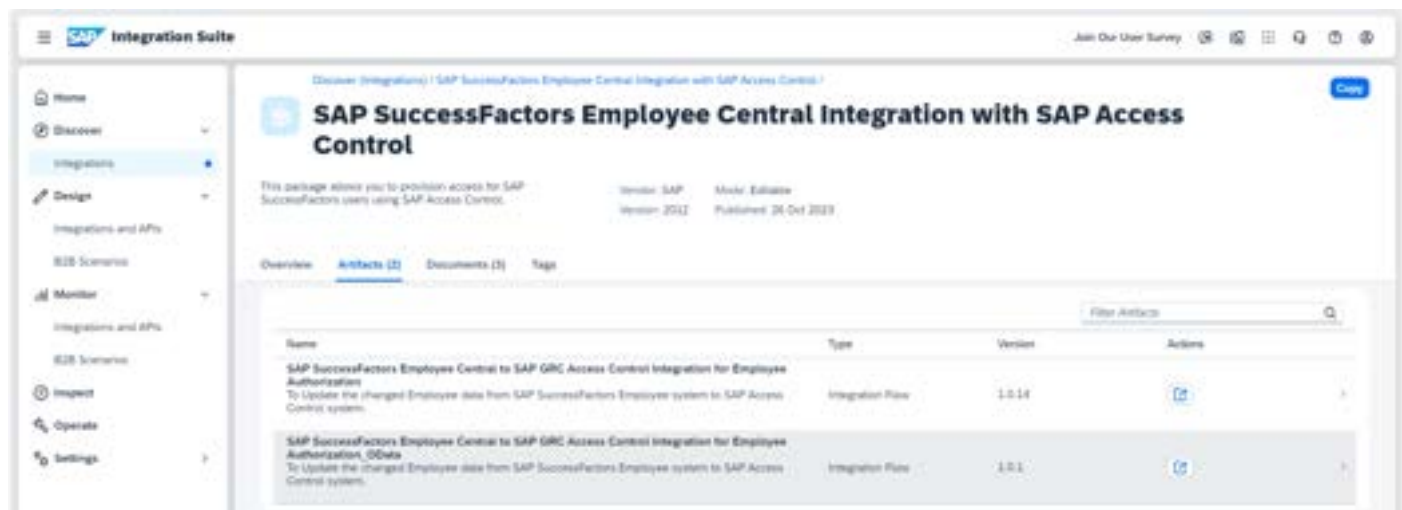 SAP Integration Suite
Join Our User Survey
Home
Discover
Integrations
Design
Integrations and APIs
B2B Scenarios
Monitor
Integrations and APIs
B2B Scenarios
Inspect
Operate
Settings
Discover (Integrations) / SAP SuccessFactors Employee Central Integration with SAP Access Control /
Copy
SAP SuccessFactors Employee Central Integration with SAP Access
Control
This package allows you to provision access for SAP
SuccessFactors users using SAP Access Control.
Vendor: SAP Mode: Editable
Version: 2012 Published: 26 Oct 2023
Overview Artifacts (2) Documents (3) Tags
Filter Artifacts
Name Type Version Actions
SAP SuccessFactors Employee Central to SAP GRC Access Control Integration for Employee
Authorization
To Update the changed Employee data from SAP SuccessFactors Employee system to SAP Access
Control system.
Integration Flow 1.0.14
SAP SuccessFactors Employee Central to SAP GRC Access Control Integration for Employee
Authorization_OData
To Update the changed Employee data from SAP SuccessFactors Employee system to SAP Access
Control system.
Integration Flow 1.0.1